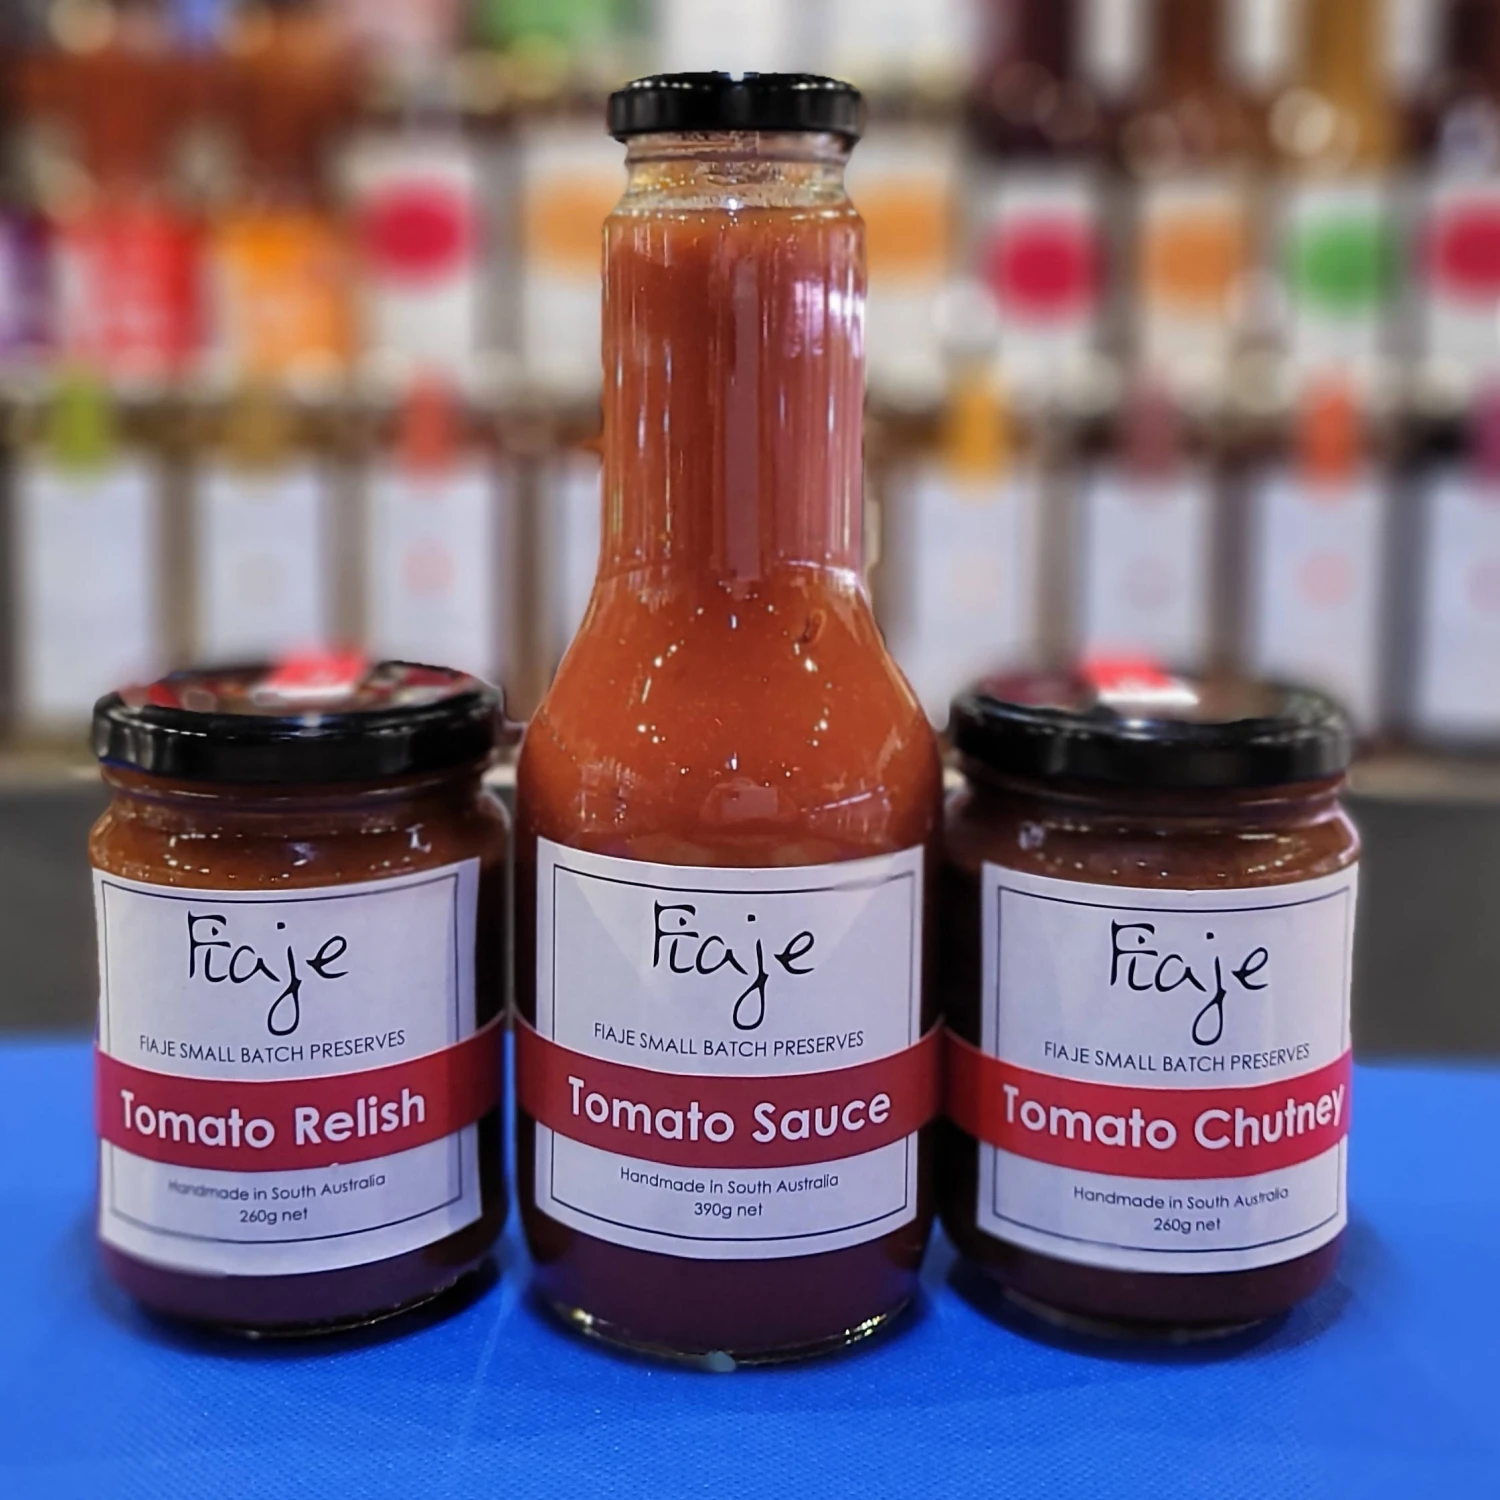 Fiaje
FIAJE SMALL BATCH PRESERVES
Tomato Relish
Handmade in South Australia
260g net
Fiaje
FIAJE SMALL BATCH PRESERVES
Tomato Sauce
Handmade in South Australia
390g net
Fiaje
FIAJE SMALL BATCH PRESERVES
Tomato Chutney
Handmade in South Australia
260g net